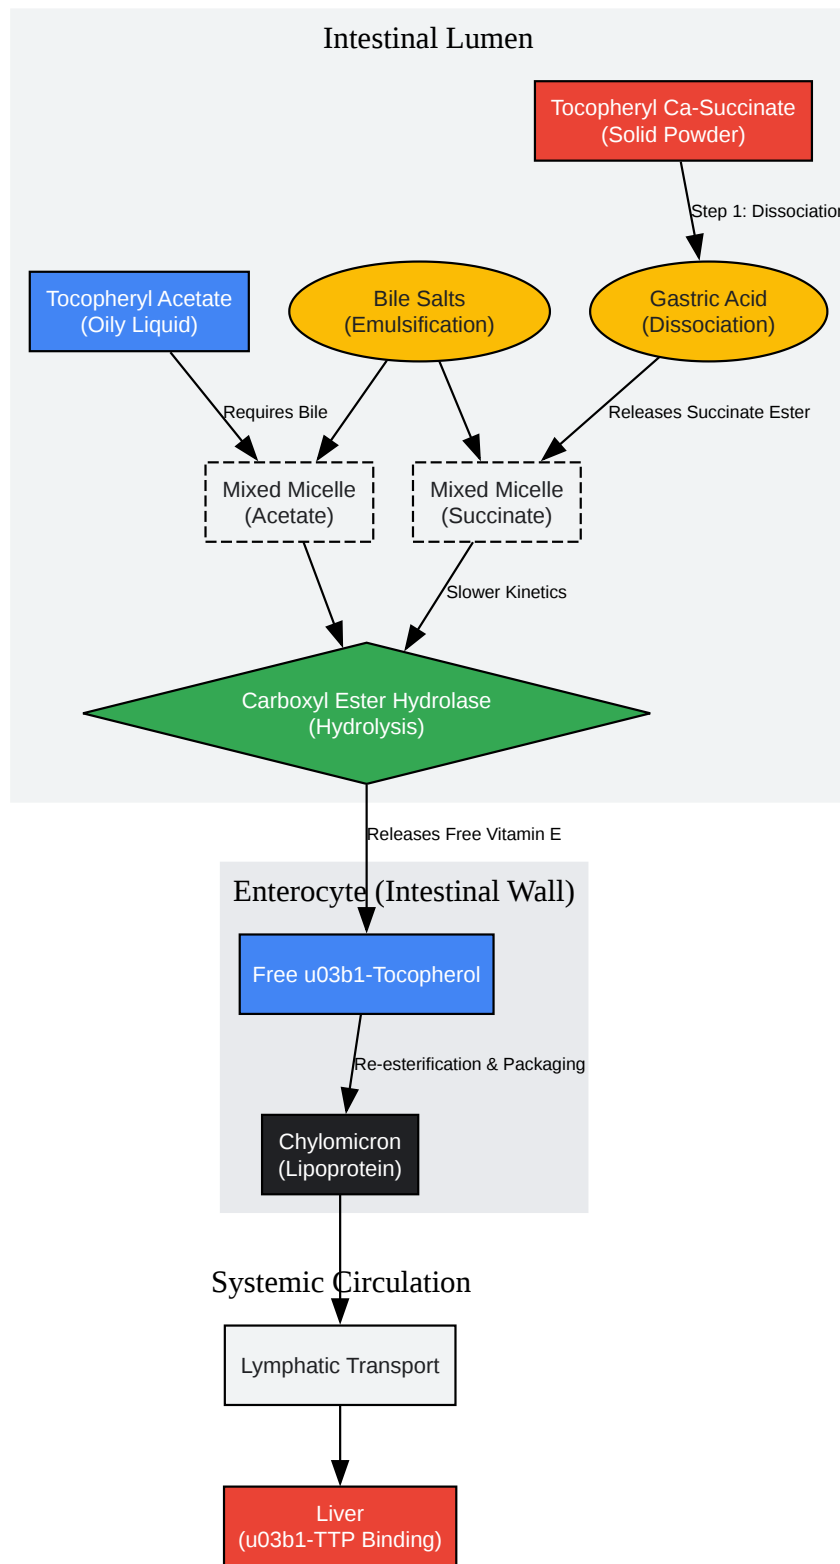 Intestinal Lumen
Tocopheryl Ca-Succinate
(Solid Powder)
Step 1: Dissociation
Tocopheryl Acetate
(Oily Liquid)
Bile Salts
(Emulsification)
Gastric Acid
(Dissociation)
Requires Bile
Releases Succinate Ester
Mixed Micelle
(Acetate)
Mixed Micelle
(Succinate)
Slower Kinetics
Carboxyl Ester Hydrolase
(Hydrolysis)
Releases Free Vitamin E
Enterocyte (Intestinal Wall)
Free u03b1-Tocopherol
Re-esterification & Packaging
Chylomicron
(Lipoprotein)
Systemic Circulation
Lymphatic Transport
Liver
(u03b1-TTP Binding)